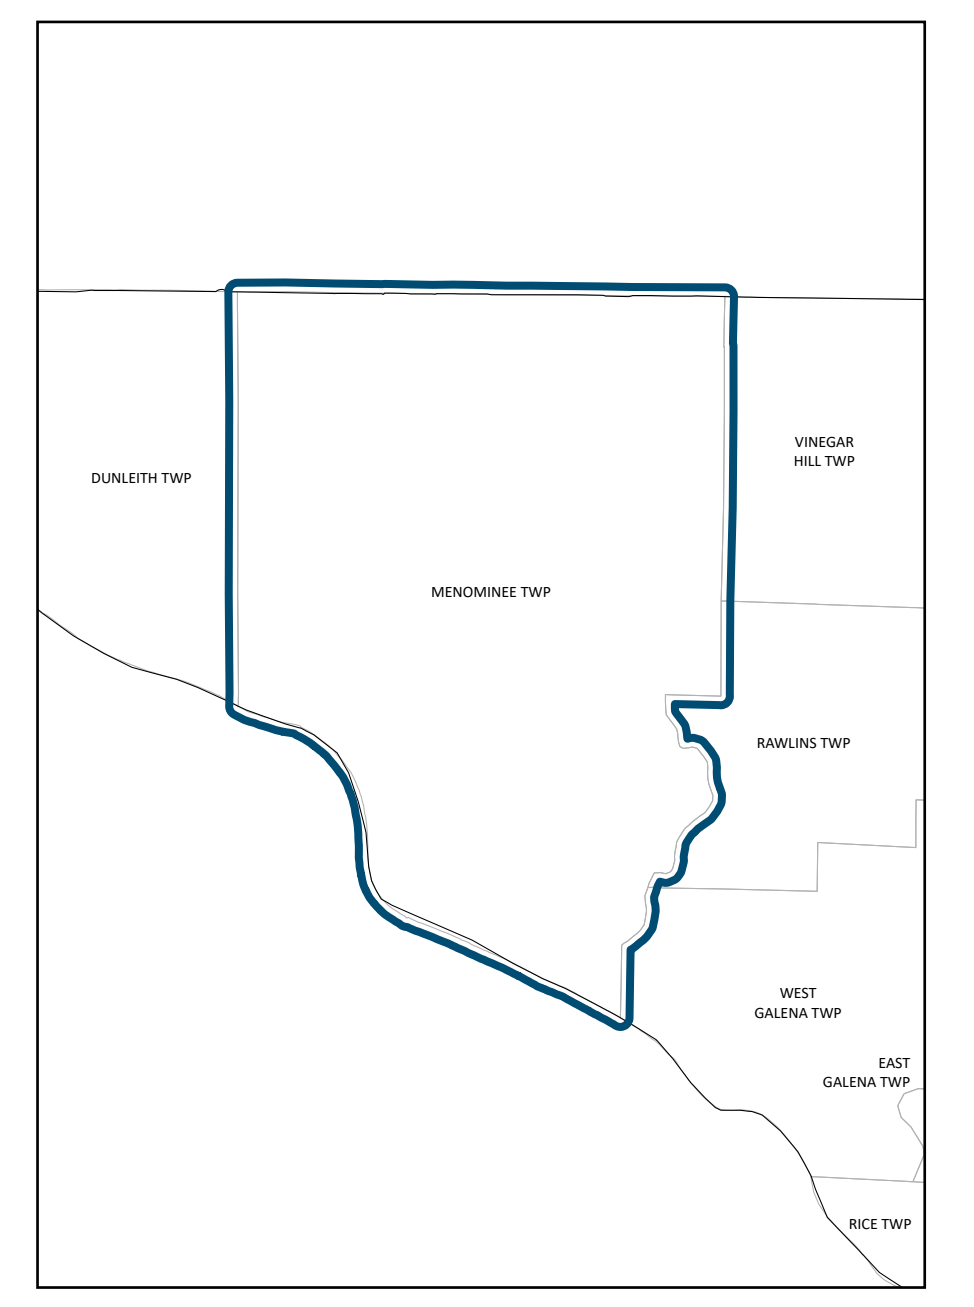 VINEGAR
HILL TWP
DUNLEITH TWP
MENOMINEE TWP
RAWLINS TWP
WEST
GALENA TWP
EAST
GALENA TWP
RICE TWP